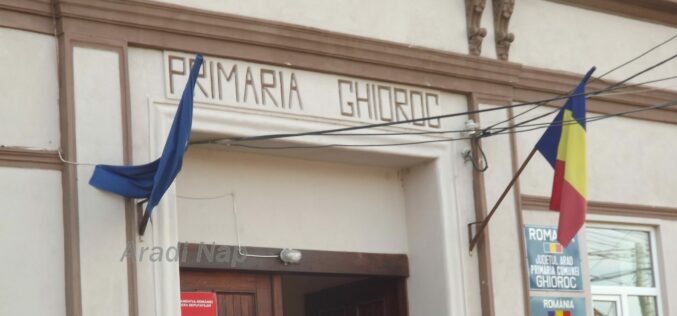 PRIMARIA GHIOROC
Aradi Nap
ROMANIA
JUDEȚUL ARAD
PRIMARIA COMUNEI
GHIOROC
ROMANIA